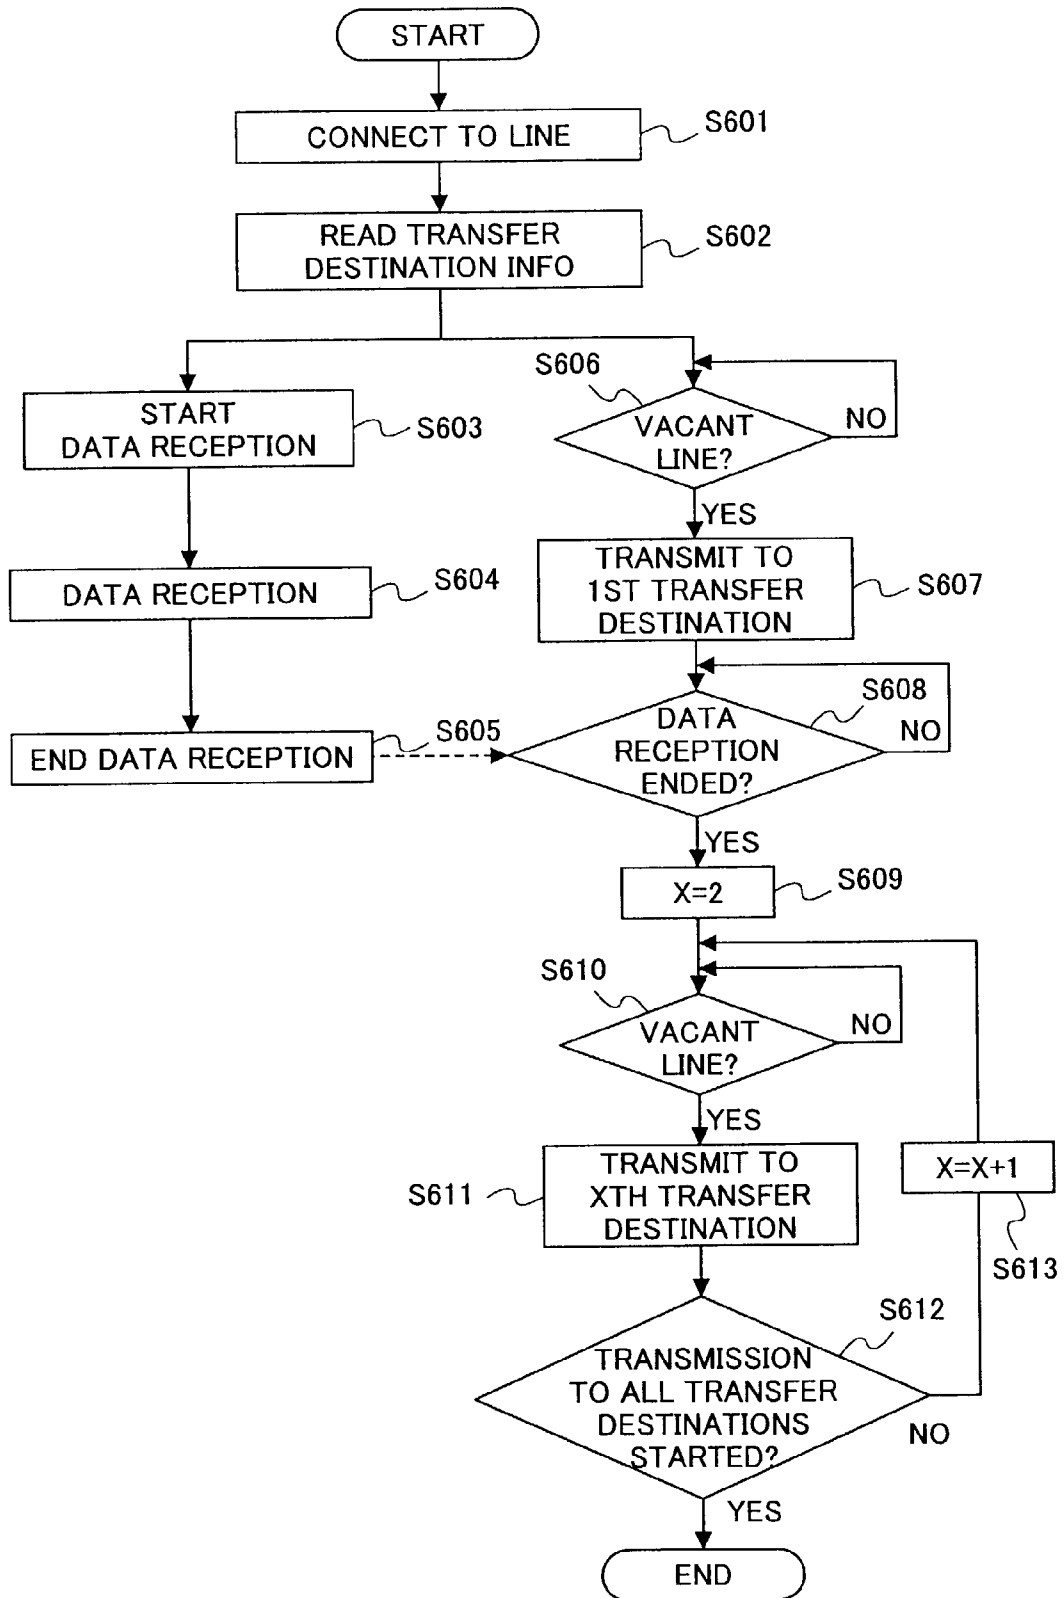 START
CONNECT TO LINE
S601
READ TRANSFER
DESTINATION INFO
S602
START
DATA RECEPTION
S603
DATA RECEPTION
S604
END DATA RECEPTION
S605
S606
VACANT
LINE?
NO
YES
TRANSMIT TO
1ST TRANSFER
DESTINATION
S607
DATA
RECEPTION
ENDED?
S608
NO
YES
X=2
S609
S610
VACANT
LINE?
NO
YES
TRANSMIT TO
XTH TRANSFER
DESTINATION
S611
X=X+1
S613
S612
TRANSMISSION
TO ALL TRANSFER
DESTINATIONS
STARTED?
NO
YES
END